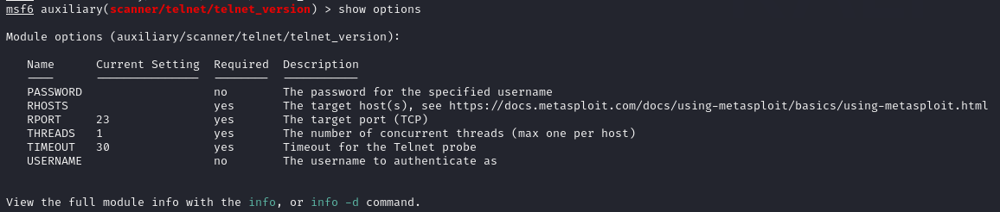 msf6 auxiliary(scanner/telnet/telnet_version) > show options
Module options (auxiliary/scanner/telnet/telnet_version):
Name Current Setting Required Description
PASSWORD no The password for the specified username
RHOSTS yes The target host(s), see https://docs.metasploit.com/docs/using-metasploit/basics/using-metasploit.html
RPORT 23 yes The target port (TCP)
THREADS 1 yes The number of concurrent threads (max one per host)
TIMEOUT 30 yes Timeout for the Telnet probe
USERNAME no The username to authenticate as
View the full module info with the info, or info -d command.